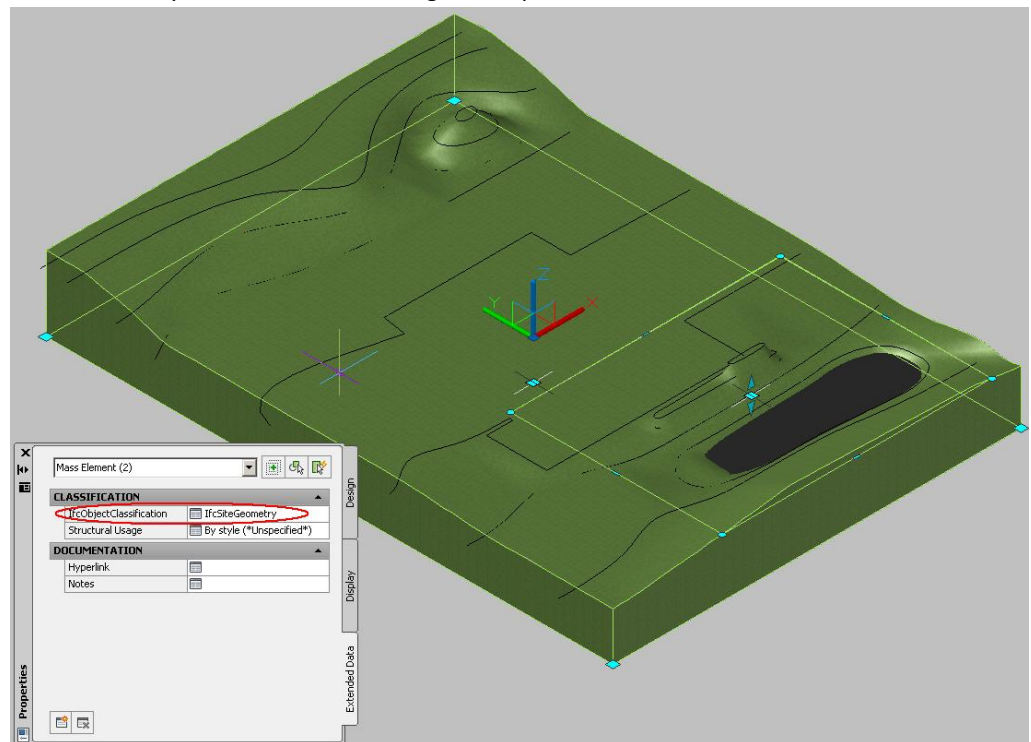 Z
Y
X
Mass Element (2)
CLASSIFICATION
IfcObjectClassification IfcSiteGeometry
Structural Usage By style (*Unspecified*)
DOCUMENTATION
Hyperlink
Notes
Design
Display
Extended Data
Properties